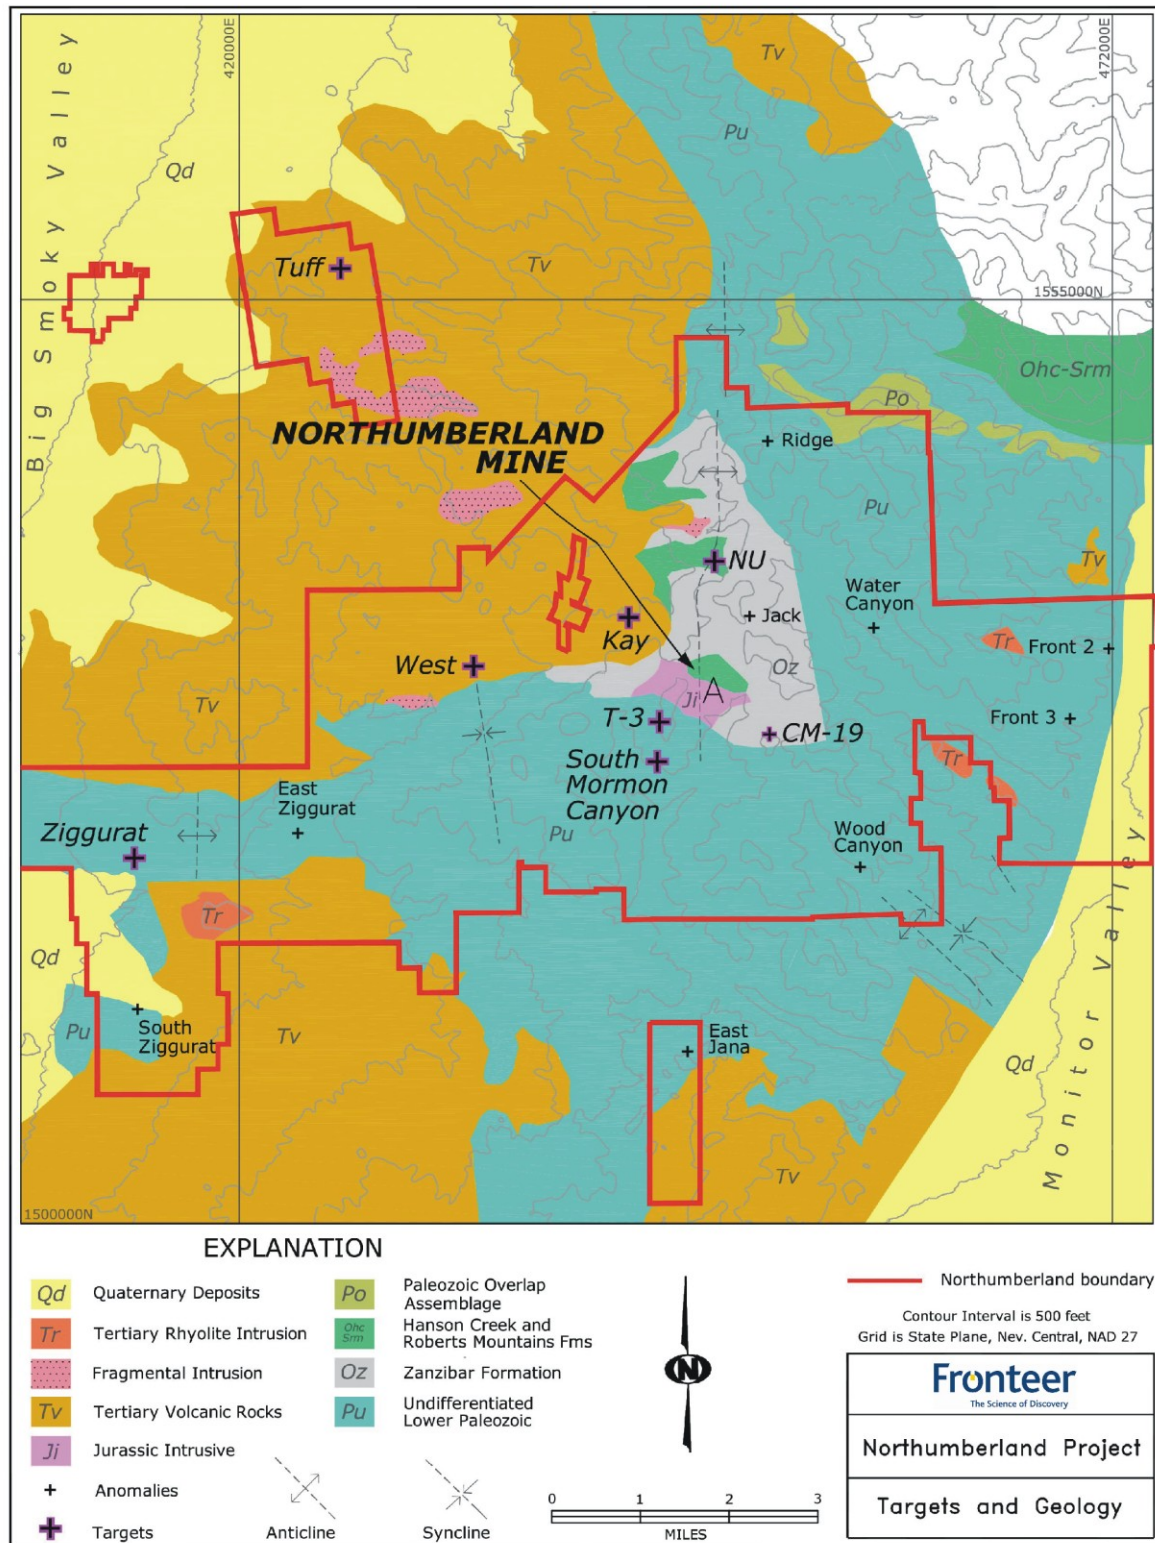 420000E
472000E
Big Smoky Valley
Qd
Tv
Pu
Tuff
Tv
1555000N
Ohc-Srm
Po
NORTHUMBERLAND
MINE
Ridge
Pu
NU
Tv
Water
Canyon
Jack
Kay
Tr
Front 2
West
Oz
A
Ji
Tv
T-3
CM-19
Front 3
South
Mormon
Canyon
Tr
East
Ziggurat
Ziggurat
Pu
Wood
Canyon
Tr
Monitor Valley
Qd
South
Ziggurat
Pu
Tv
East
Jana
Qd
Tv
1500000N
EXPLANATION
Qd Quaternary Deposits
Tr Tertiary Rhyolite Intrusion
Fragmental Intrusion
Tv Tertiary Volcanic Rocks
Ji Jurassic Intrusive
Anomalies
Targets
Po Paleozoic Overlap
Assemblage
Ohc
Srm Hanson Creek and
Roberts Mountains Fms
Oz Zanzibar Formation
Pu Undifferentiated
Lower Paleozoic
Anticline
Syncline
N
0 1 2 3
MILES
Northumberland boundary
Contour Interval is 500 feet
Grid is State Plane, Nev. Central, NAD 27
Fronteer
The Science of Discovery
Northumberland Project
Targets and Geology